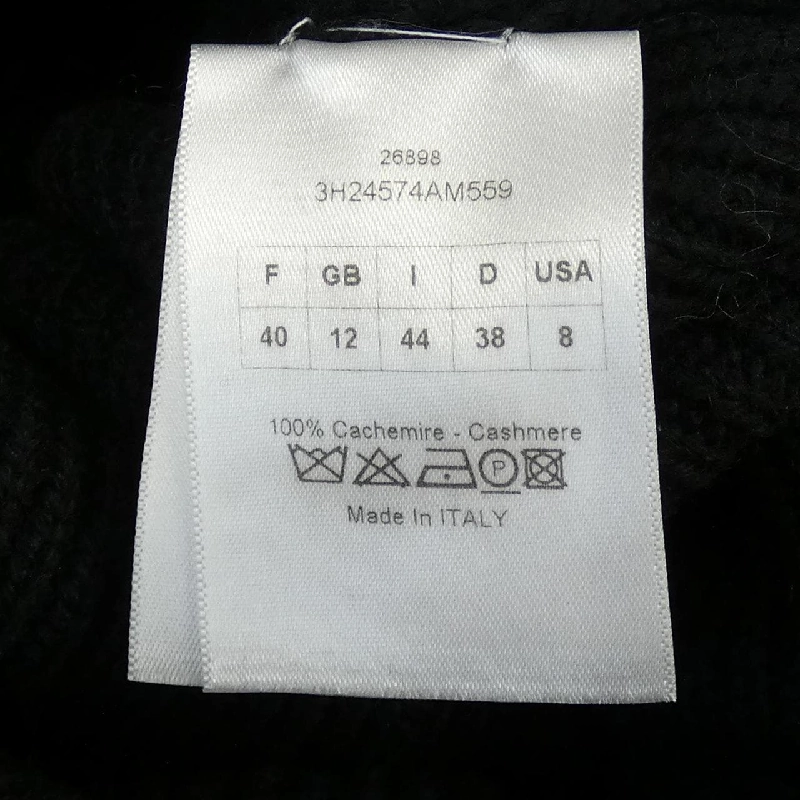 26898
3H24574AM559
F GB I D USA
40 12 44 38 8
100% Cachemire - Cashmere
P
Made In ITALY